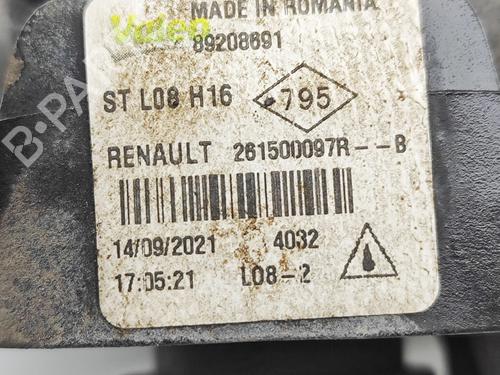 Valeo MADE IN ROMANIA
89208691
ST L08 H16 795
RENAULT 261500097R--B
14/09/2021 4032
17:05:21 L08-2
B-PARTS